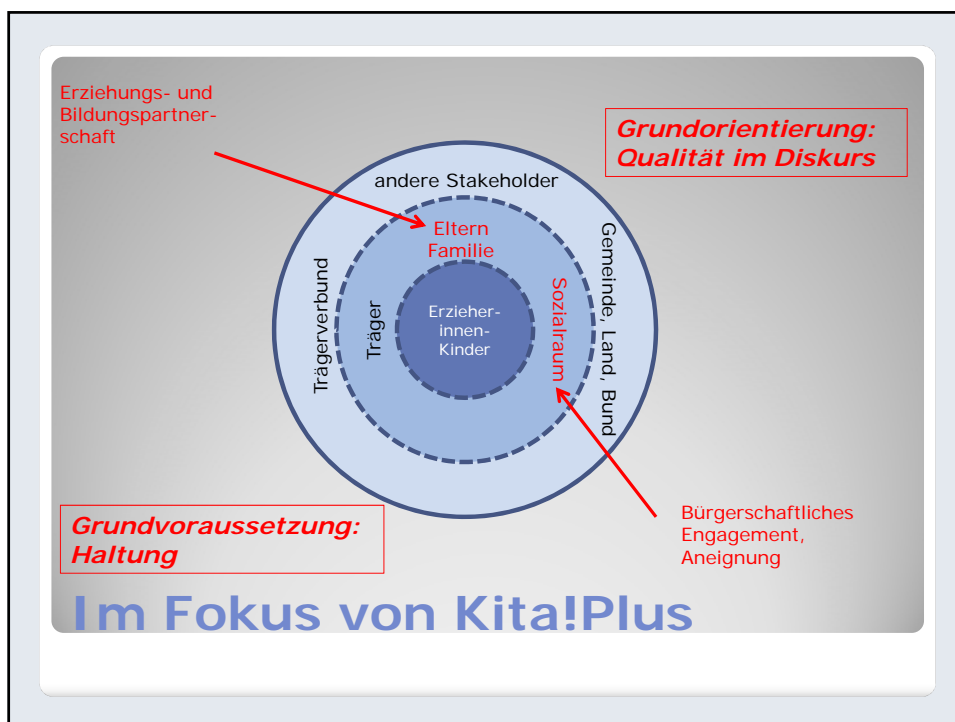 Erziehungs- und
Bildungspartner-
schaft
Grundorientierung:
Qualität im Diskurs
andere Stakeholder
Eltern
Familie
Trägerverbund
Träger
Erzieher-
innen-
Kinder
Sozialraum
Gemeinde, Land, Bund
Grundvoraussetzung:
Haltung
Bürgerschaftliches
Engagement,
Aneignung
Im Fokus von Kita!Plus